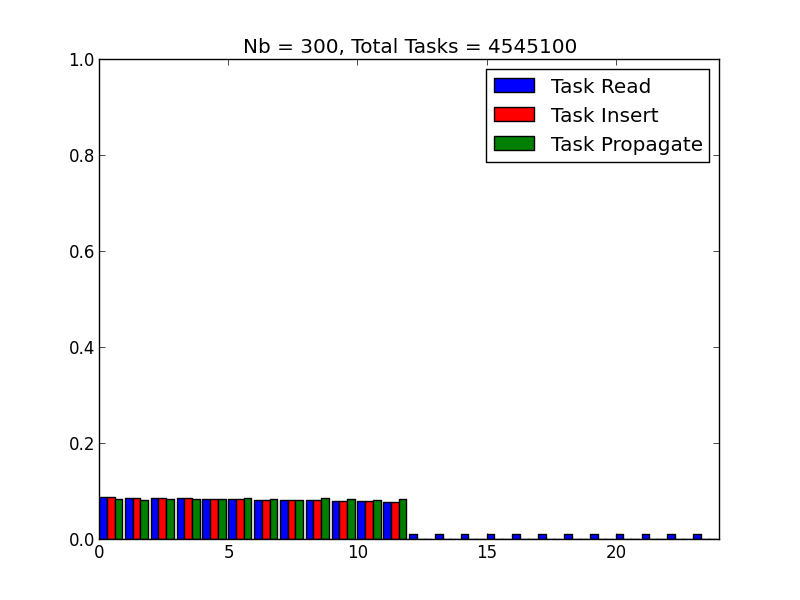 Nb = 300, Total Tasks = 4545100
1.0
Task Read
Task Insert
Task Propagate
0.8
0.6
0.4
0.2
0.0
0 5 10 15 20